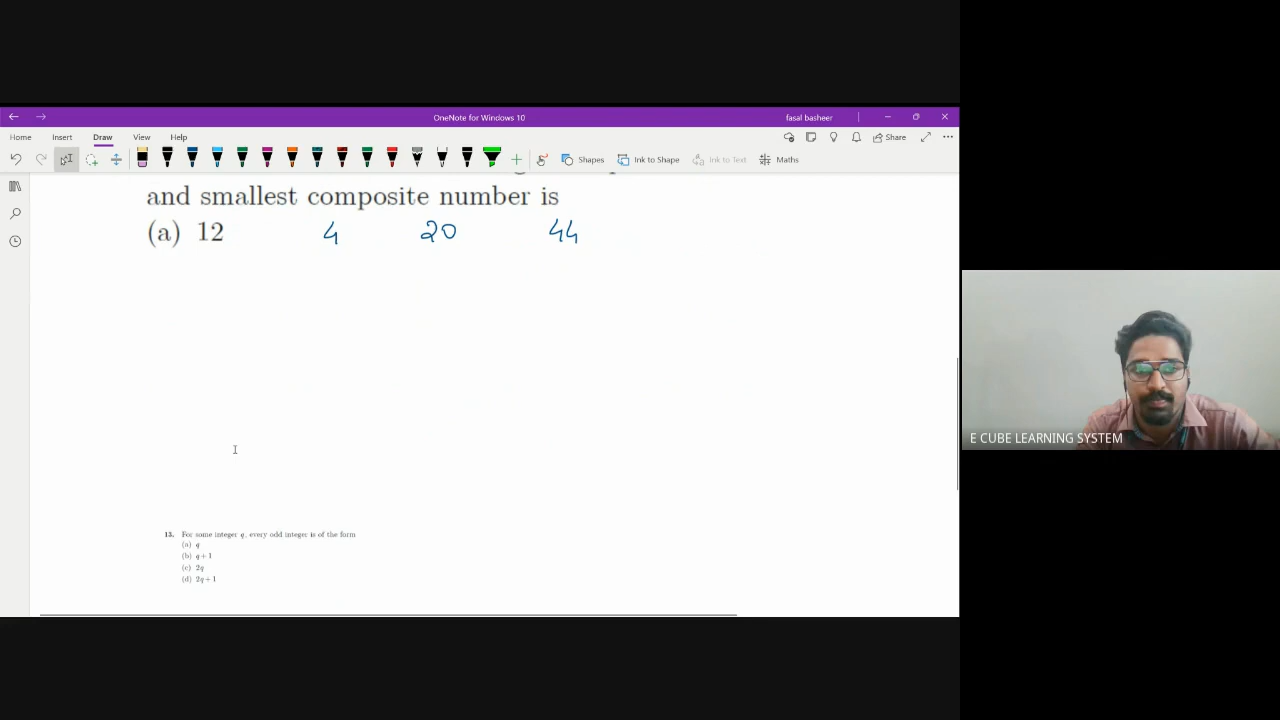 OneNote for Windows 10
fasal basheer
Home Insert Draw View Help
Share
Shapes Ink to Shape Ink to Text Maths
and smallest composite number is
(a) 12 4 20 44
13. For some integer q, every odd integer is of the form
(a) q
(b) q+1
(c) 2q
(d) 2q+1
E CUBE LEARNING SYSTEM